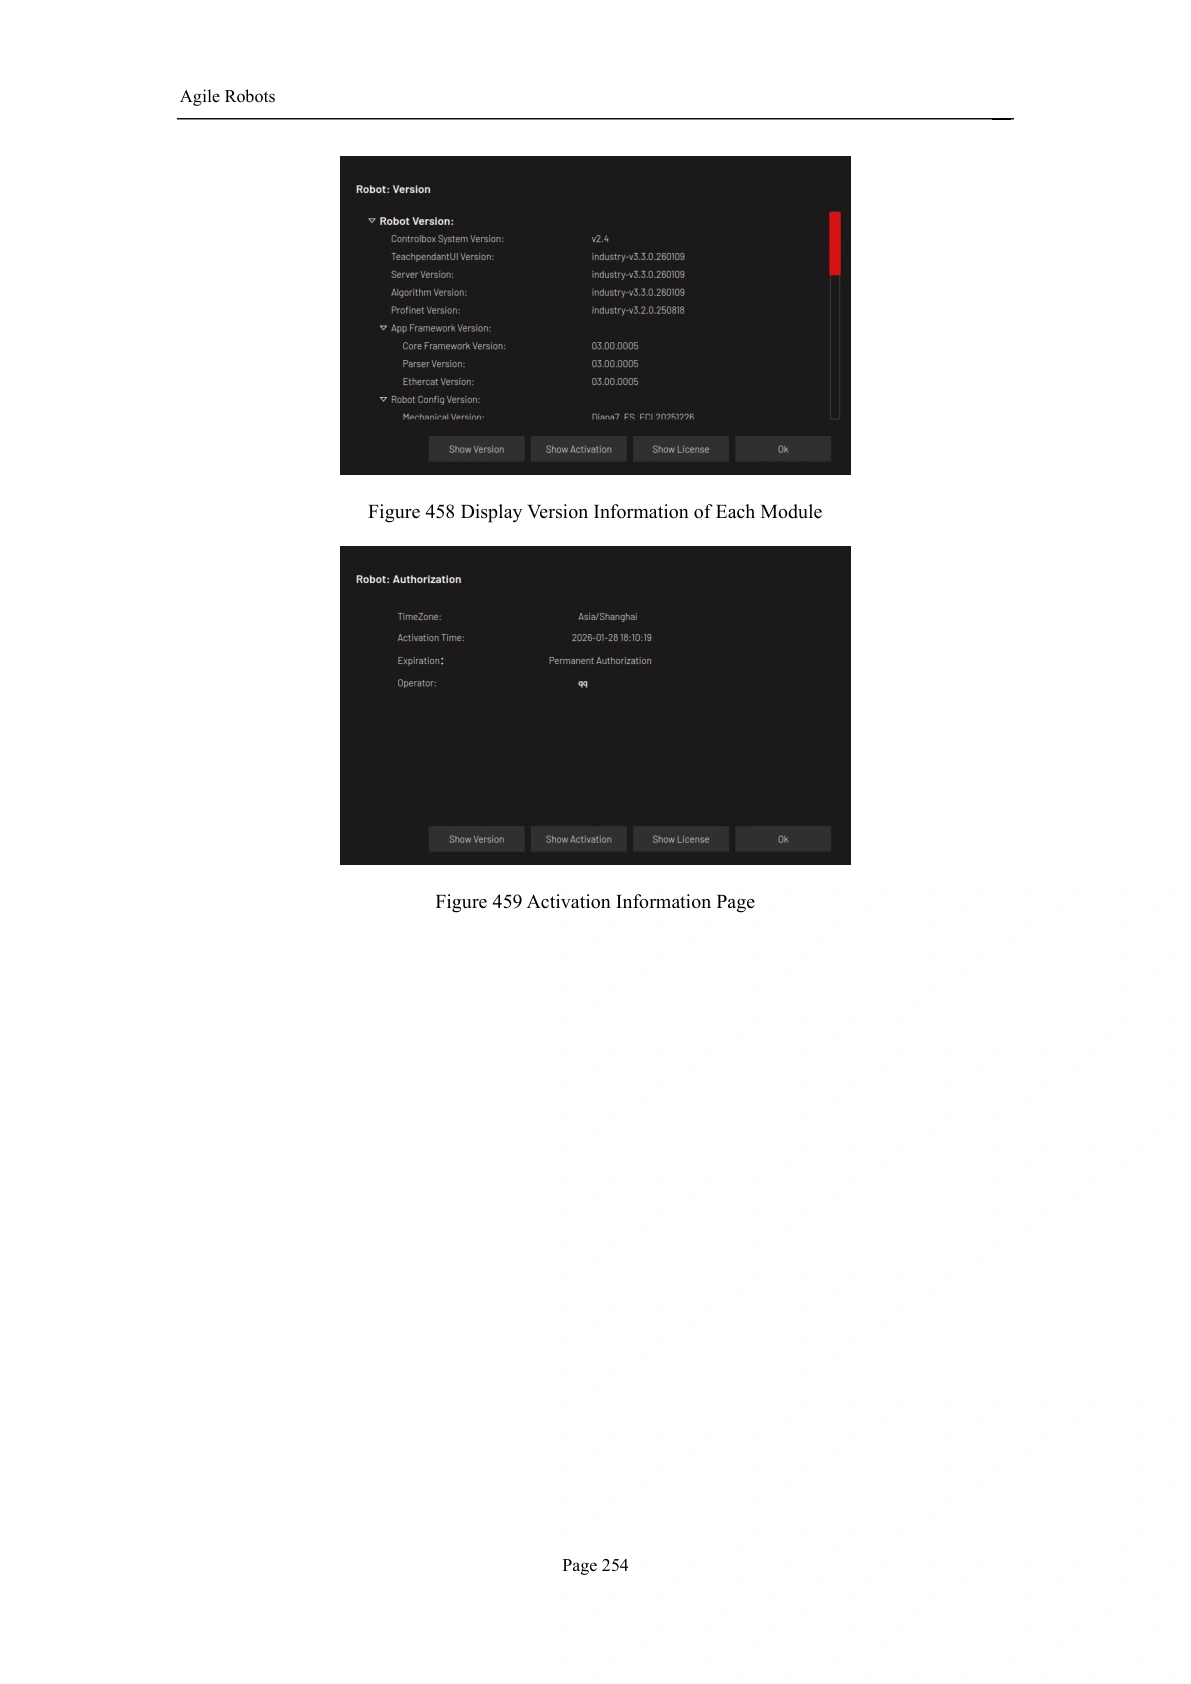 Agile Robots
Robot: Version
Robot Version:
Controlbox System Version: v2.4
TeachpendantUI Version: industry-v3.3.0.260109
Server Version: industry-v3.3.0.260109
Algorithm Version: industry-v3.3.0.260109
Profinet Version: industry-v3.2.0.250818
App Framework Version:
Core Framework Version: 03.00.0005
Parser Version: 03.00.0005
Ethercat Version: 03.00.0005
Robot Config Version:
Mechanical Version: Diana7_FS_FCI_20251226
Show Version Show Activation Show License Ok
Figure 458 Display Version Information of Each Module
Robot: Authorization
TimeZone: Asia/Shanghai
Activation Time: 2026-01-28 18:10:19
Expiration: Permanent Authorization
Operator: qq
Show Version Show Activation Show License Ok
Figure 459 Activation Information Page
Page 254